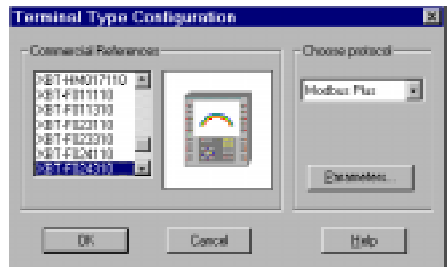 Terminal Type Configuration
Commercial References
XBT-HM017110
XBT-F011110
XBT-F011310
XBT-F023110
XBT-F023310
XBT-F024110
XBT-F024310
Choose protocol
Modbus Plus
Parameters...
OK
Cancel
Help